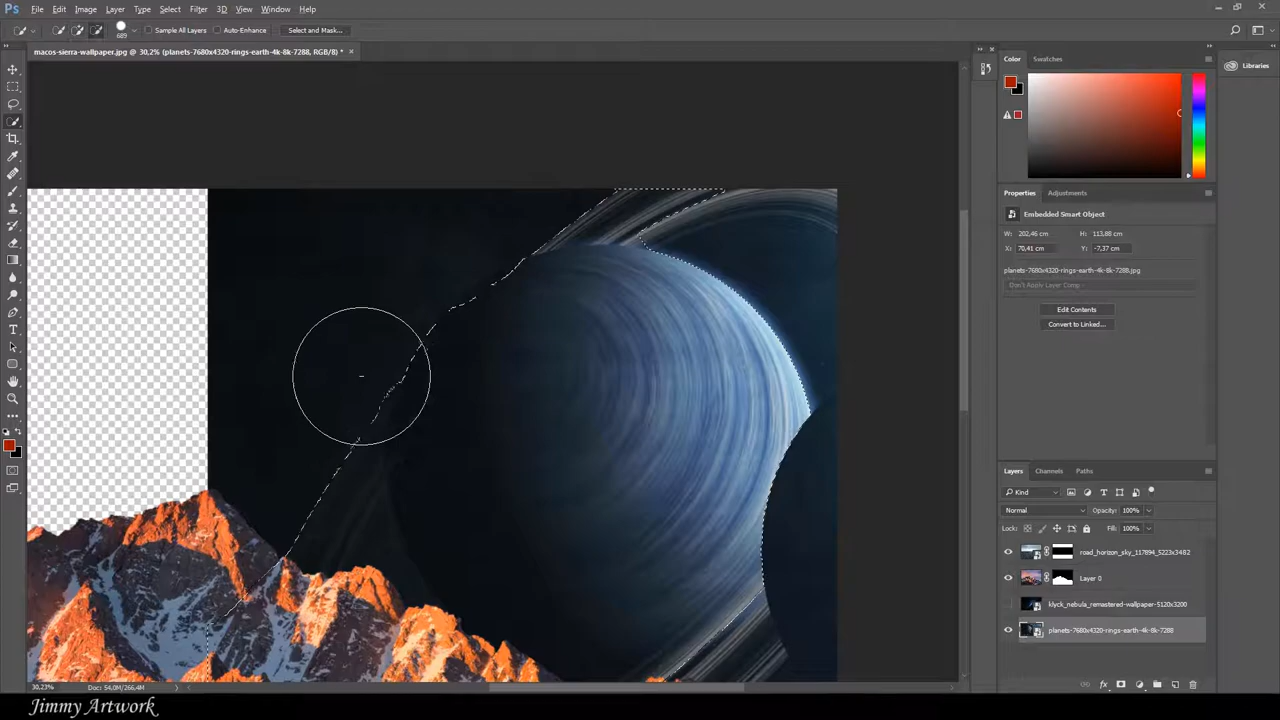 Ps File Edit Image Layer Type Select Filter 3D View Window Help
689 Sample All Layers Auto-Enhance Select and Mask...
macos-sierra-wallpaper.jpg @ 30,2% (planets-7680x4320-rings-earth-4k-8k-7288, RGB/8) * ×
Color Swatches
Libraries
Properties Adjustments
Embedded Smart Object
W: 202,46 cm H: 113,88 cm
X: 70,41 cm Y: -7,37 cm
planets-7680x4320-rings-earth-4k-8k-7288.jpg
Don't Apply Layer Comp
Edit Contents
Convert to Linked...
Layers Channels Paths
Kind
Normal Opacity: 100%
Lock: Fill: 100%
road_horizon_sky_117894_5223x3482
Layer 0
klyck_nebula_remastered-wallpaper-5120x3200
planets-7680x4320-rings-earth-4k-8k-7288
30,23% Doc: 54,0M/266,4M
Jimmy Artwork